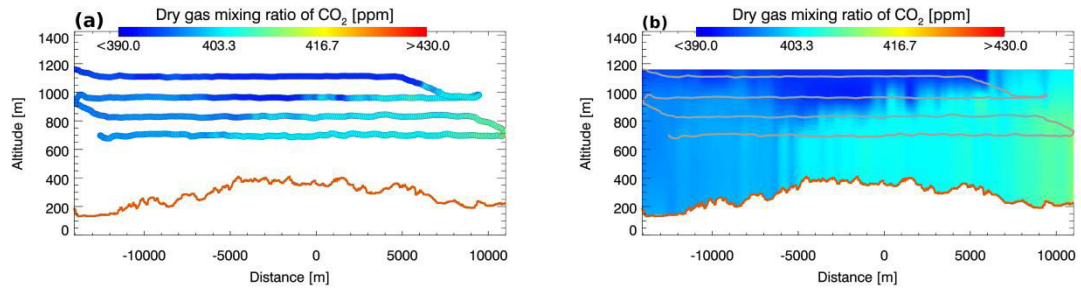 (a)
Dry gas mixing ratio of CO₂ [ppm]
<390.0 403.3 416.7 >430.0
1400
1200
1000
800
600
400
200
0
Altitude [m]
-10000 -5000 0 5000 10000
Distance [m]
(b)
Dry gas mixing ratio of CO₂ [ppm]
<390.0 403.3 416.7 >430.0
1400
1200
1000
800
600
400
200
0
Altitude [m]
-10000 -5000 0 5000 10000
Distance [m]